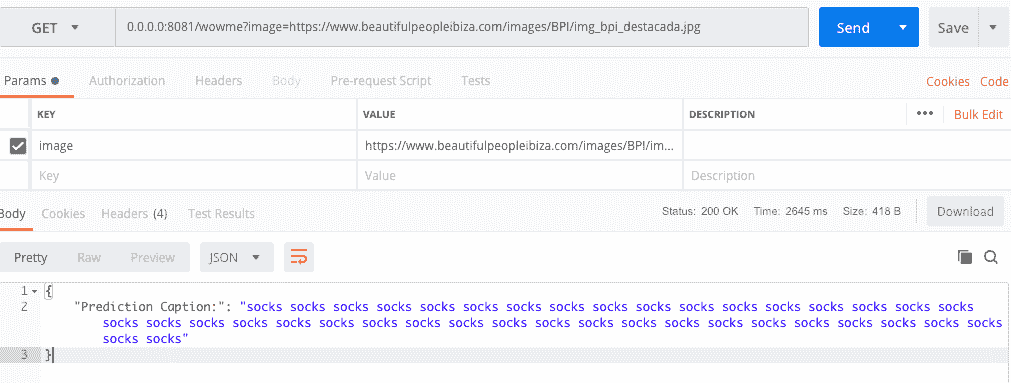 GET 0.0.0.0:8081/wowme?image=https://www.beautifulpeopleibiza.com/images/BPI/img_bpi_destacada.jpg Send Save
Params Authorization Headers Body Pre-request Script Tests Cookies Code
KEY VALUE DESCRIPTION ••• Bulk Edit
image https://www.beautifulpeopleibiza.com/images/BPI/im...
Key Value Description
Body Cookies Headers (4) Test Results Status: 200 OK Time: 2645 ms Size: 418 B Download
Pretty Raw Preview JSON
1 {
2 "Prediction Caption:": "socks socks socks socks socks socks socks socks socks socks socks socks socks socks socks socks socks
socks socks socks socks socks socks socks socks socks socks socks socks socks socks socks socks socks socks socks socks socks
socks socks"
3 }